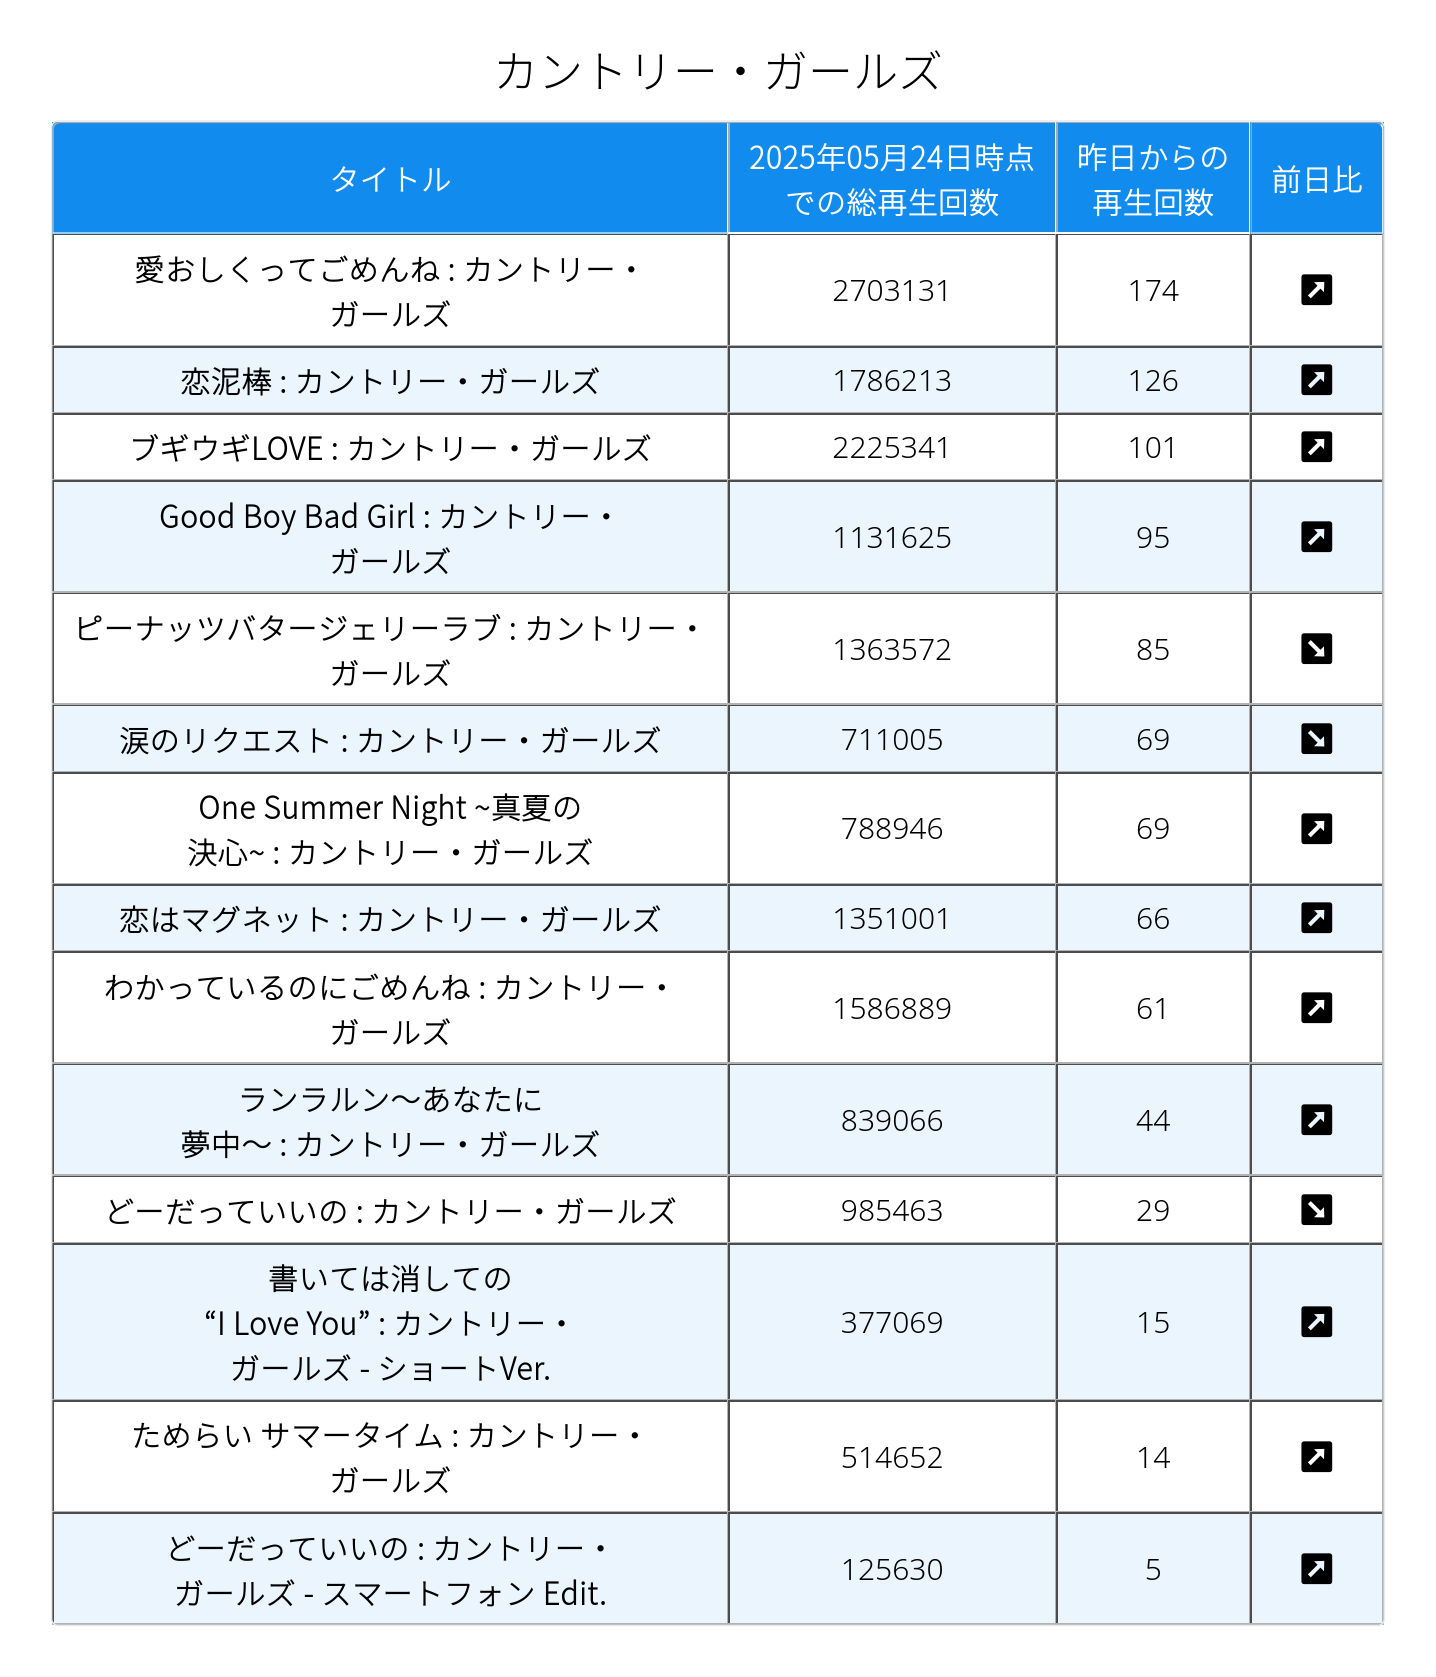 カントリー・ガールズ
タイトル
2025年05月24日時点
での総再生回数
昨日からの
再生回数
前日比
愛おしくってごめんね : カントリー・
ガールズ
2703131
174
恋泥棒 : カントリー・ガールズ
1786213
126
ブギウギLOVE : カントリー・ガールズ
2225341
101
Good Boy Bad Girl : カントリー・
ガールズ
1131625
95
ピーナッツバタージェリーラブ : カントリー・
ガールズ
1363572
85
涙のリクエスト : カントリー・ガールズ
711005
69
One Summer Night ~真夏の
決心~ : カントリー・ガールズ
788946
69
恋はマグネット : カントリー・ガールズ
1351001
66
わかっているのにごめんね : カントリー・
ガールズ
1586889
61
ランラルン〜あなたに
夢中〜 : カントリー・ガールズ
839066
44
どーだっていいの : カントリー・ガールズ
985463
29
書いては消しての
“I Love You” : カントリー・
ガールズ - ショートVer.
377069
15
ためらい サマータイム : カントリー・
ガールズ
514652
14
どーだっていいの : カントリー・
ガールズ - スマートフォン Edit.
125630
5